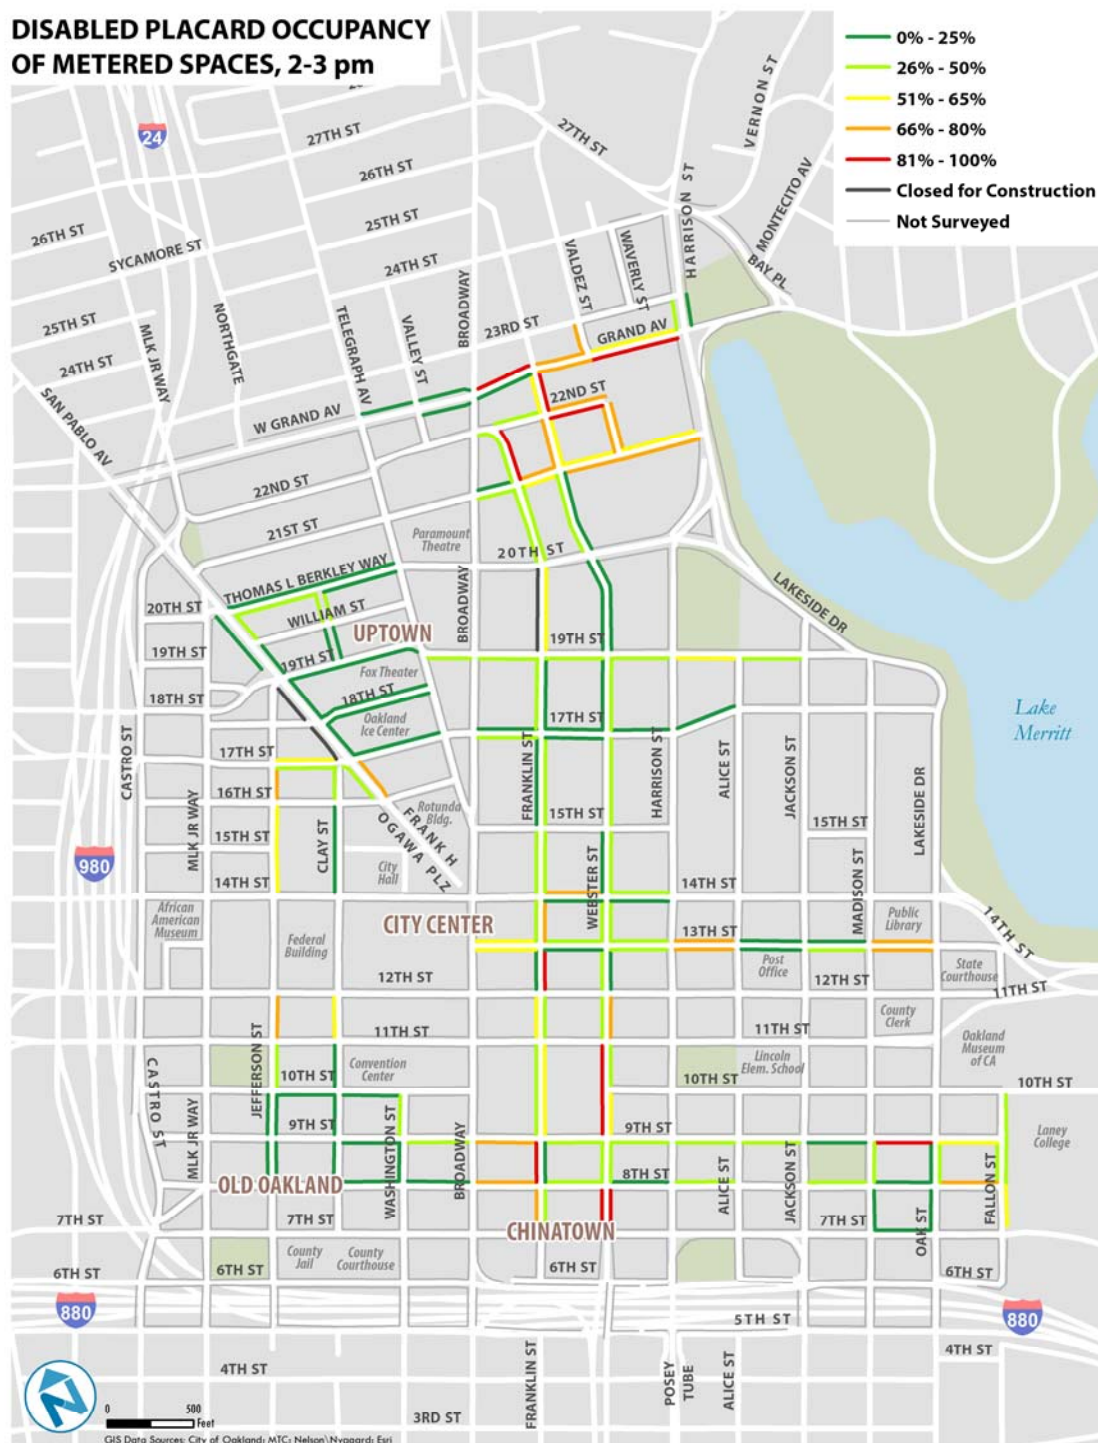 DISABLED PLACARD OCCUPANCY
OF METERED SPACES, 2-3 pm
0% - 25%
26% - 50%
51% - 65%
66% - 80%
81% - 100%
Closed for Construction
Not Surveyed
24
27TH ST
27TH ST
VERNON ST
HARRISON ST
MONTECITO AV
BAY PL
26TH ST
25TH ST
24TH ST
23RD ST
VALDEZ ST
WAVERLY ST
GRAND AV
26TH ST
SYCAMORE ST
25TH ST
24TH ST
MLK JR WAY
NORTHGATE
TELEGRAPH AV
VALLEY ST
BROADWAY
SAN PABLO AV
W GRAND AV
22ND ST
22ND ST
21ST ST
Paramount
Theatre
20TH ST
THOMAS L BERKLEY WAY
20TH ST
WILLIAM ST
UPTOWN
BROADWAY
LAKESIDE DR
19TH ST
19TH ST
19TH ST
Fox Theater
18TH ST
18TH ST
Oakland
Ice Center
17TH ST
17TH ST
Lake
Merritt
CASTRO ST
FRANKLIN ST
HARRISON ST
ALICE ST
JACKSON ST
LAKESIDE DR
16TH ST
MLK JR WAY
15TH ST
CLAY ST
Rotunda
Bldg.
FRANK H
OGAWA PLZ
15TH ST
15TH ST
980
14TH ST
City
Hall
WEBSTER ST
14TH ST
MADISON ST
14TH ST
African
American
Museum
CITY CENTER
Federal
Building
13TH ST
Public
Library
12TH ST
Post
Office
12TH ST
State
Courthouse
11TH ST
County
Clerk
11TH ST
11TH ST
JEFFERSON ST
Convention
Center
Lincoln
Elem. School
Oakland
Museum
of CA
10TH ST
10TH ST
10TH ST
CASTRO ST
MLK JR WAY
9TH ST
WASHINGTON ST
BROADWAY
9TH ST
Laney
College
8TH ST
ALICE ST
JACKSON ST
FALLON ST
OLD OAKLAND
7TH ST
7TH ST
CHINATOWN
7TH ST
OAK ST
County
Jail
County
Courthouse
6TH ST
6TH ST
6TH ST
6TH ST
880
880
5TH ST
4TH ST
FRANKLIN ST
POSEY
TUBE
ALICE ST
4TH ST
3RD ST
0 500
Feet
GIS Data Sources: City of Oakland; MTC; Nelson\Nygaard; Esri